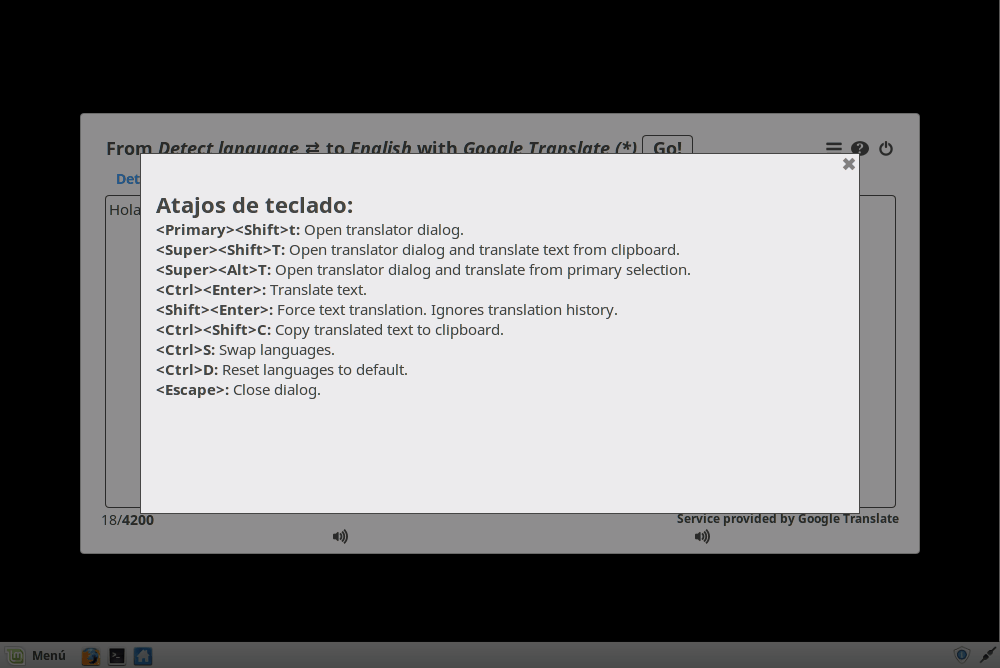 From Detect language ⇄ to English with Google Translate (*) Go!
Det
Hola
Atajos de teclado:
<Primary><Shift>t: Open translator dialog.
<Super><Shift>T: Open translator dialog and translate text from clipboard.
<Super><Alt>T: Open translator dialog and translate from primary selection.
<Ctrl><Enter>: Translate text.
<Shift><Enter>: Force text translation. Ignores translation history.
<Ctrl><Shift>C: Copy translated text to clipboard.
<Ctrl>S: Swap languages.
<Ctrl>D: Reset languages to default.
<Escape>: Close dialog.
18/4200
Service provided by Google Translate
Menú